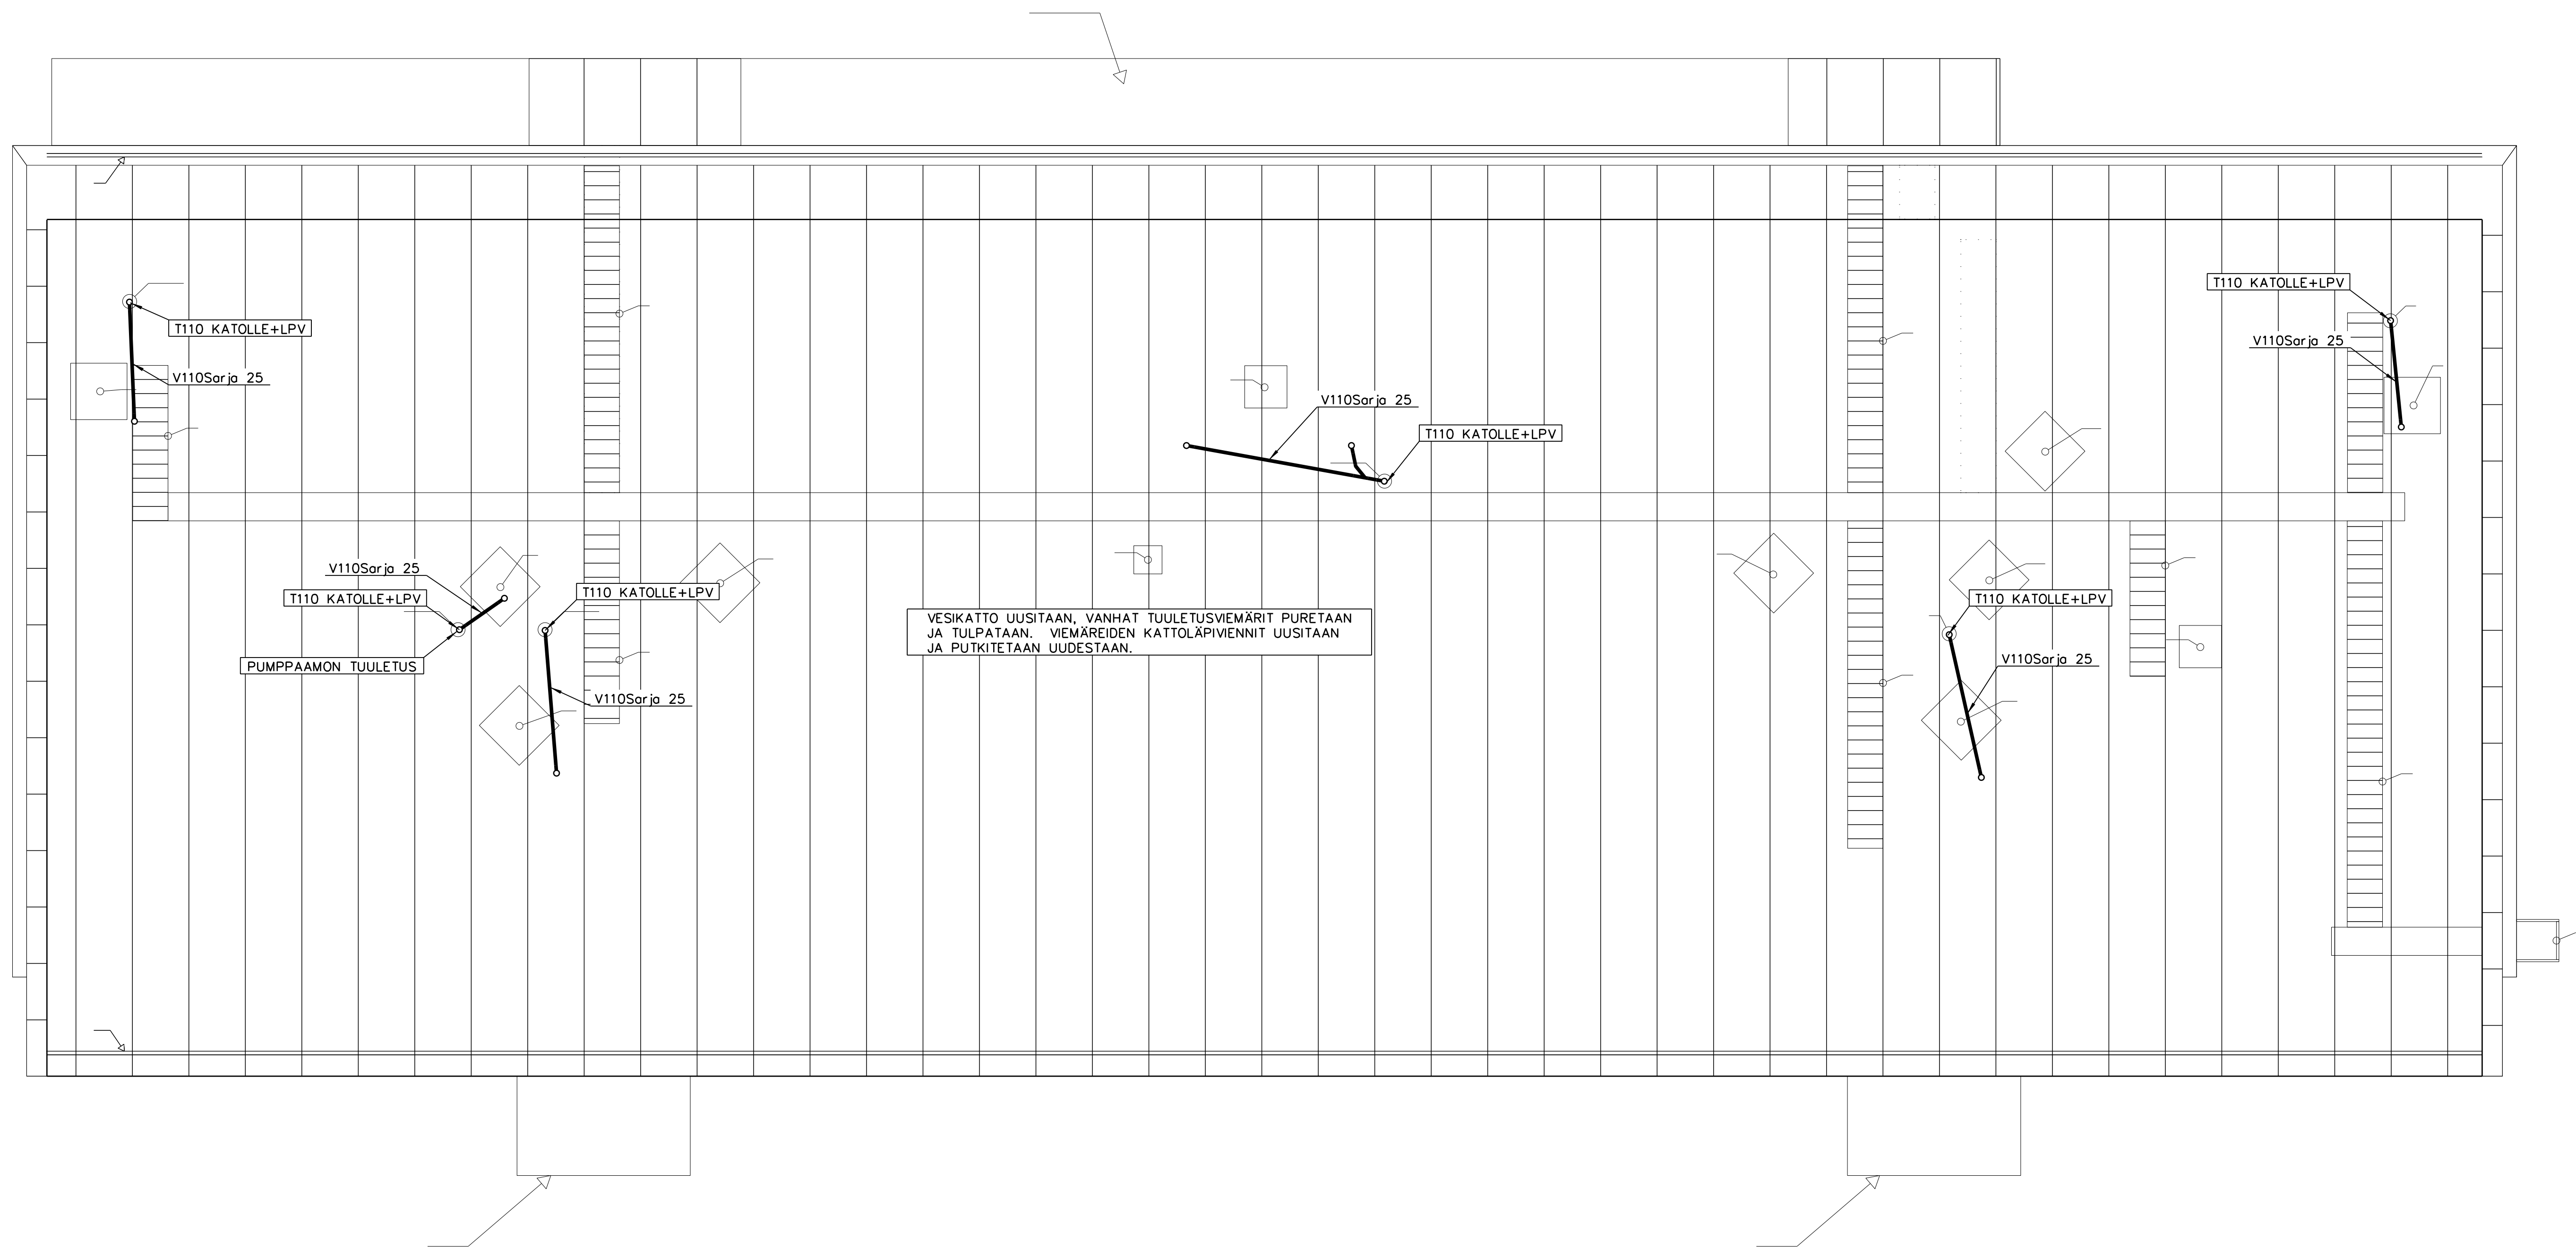 T110 KATOLLE+LPV
T110 KATOLLE+LPV
V110Sarja 25
V110Sarja 25
V110Sarja 25
T110 KATOLLE+LPV
V110Sarja 25
T110 KATOLLE+LPV
T110 KATOLLE+LPV
T110 KATOLLE+LPV
VESIKATTO UUSITAAN, VANHAT TUULETUSVIEMÄRIT PURETAAN
JA TULPATAAN. VIEMÄREIDEN KATTOLÄPIVIENNIT UUSITAAN
JA PUTKITETAAN UUDESTAAN.
PUMPPAAMON TUULETUS
V110Sarja 25
V110Sarja 25